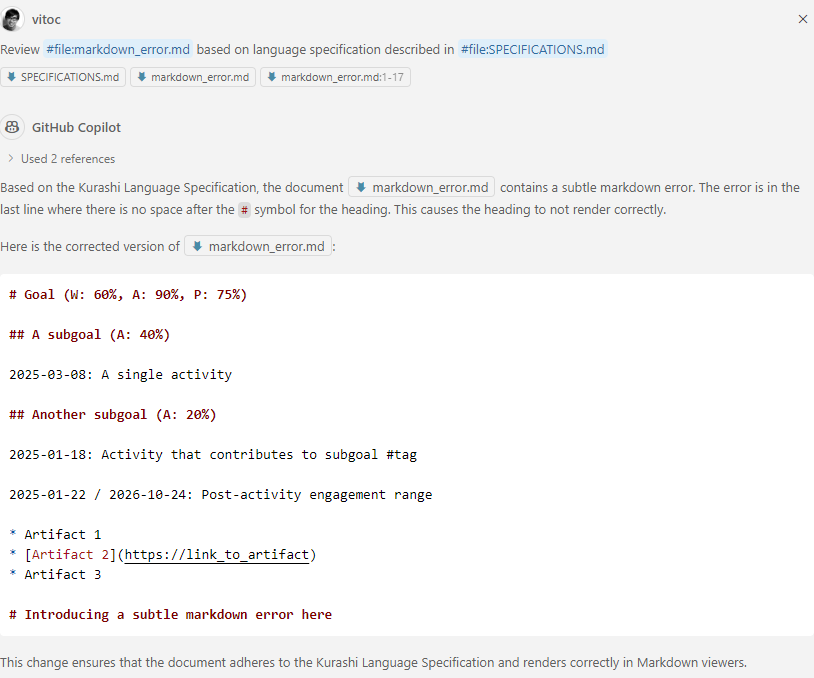 vitoc
Review #file:markdown_error.md based on language specification described in #file:SPECIFICATIONS.md
SPECIFICATIONS.md markdown_error.md markdown_error.md:1-17
GitHub Copilot
Used 2 references
Based on the Kurashi Language Specification, the document markdown_error.md contains a subtle markdown error. The error is in the
last line where there is no space after the # symbol for the heading. This causes the heading to not render correctly.
Here is the corrected version of markdown_error.md:
# Goal (W: 60%, A: 90%, P: 75%)
## A subgoal (A: 40%)
2025-03-08: A single activity
## Another subgoal (A: 20%)
2025-01-18: Activity that contributes to subgoal #tag
2025-01-22 / 2026-10-24: Post-activity engagement range
* Artifact 1
* [Artifact 2](https://link_to_artifact)
* Artifact 3
# Introducing a subtle markdown error here
This change ensures that the document adheres to the Kurashi Language Specification and renders correctly in Markdown viewers.